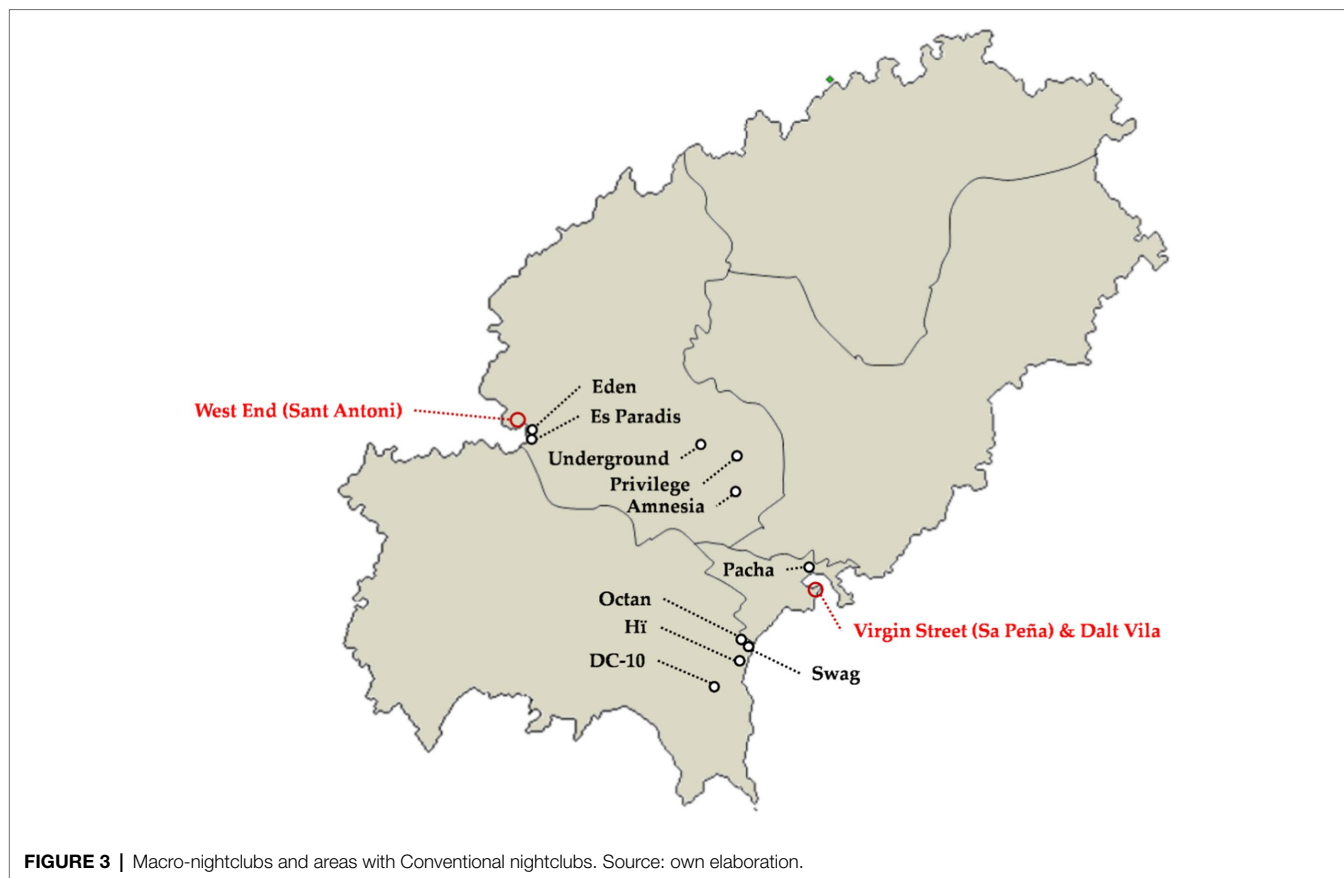 Eden
West End (Sant Antoni)
Es Paradis
Underground
Privilege
Amnesia
Pacha
Octan
Hï
Virgin Street (Sa Peña) & Dalt Vila
DC-10
Swag
FIGURE 3 | Macro-nightclubs and areas with Conventional nightclubs. Source: own elaboration.